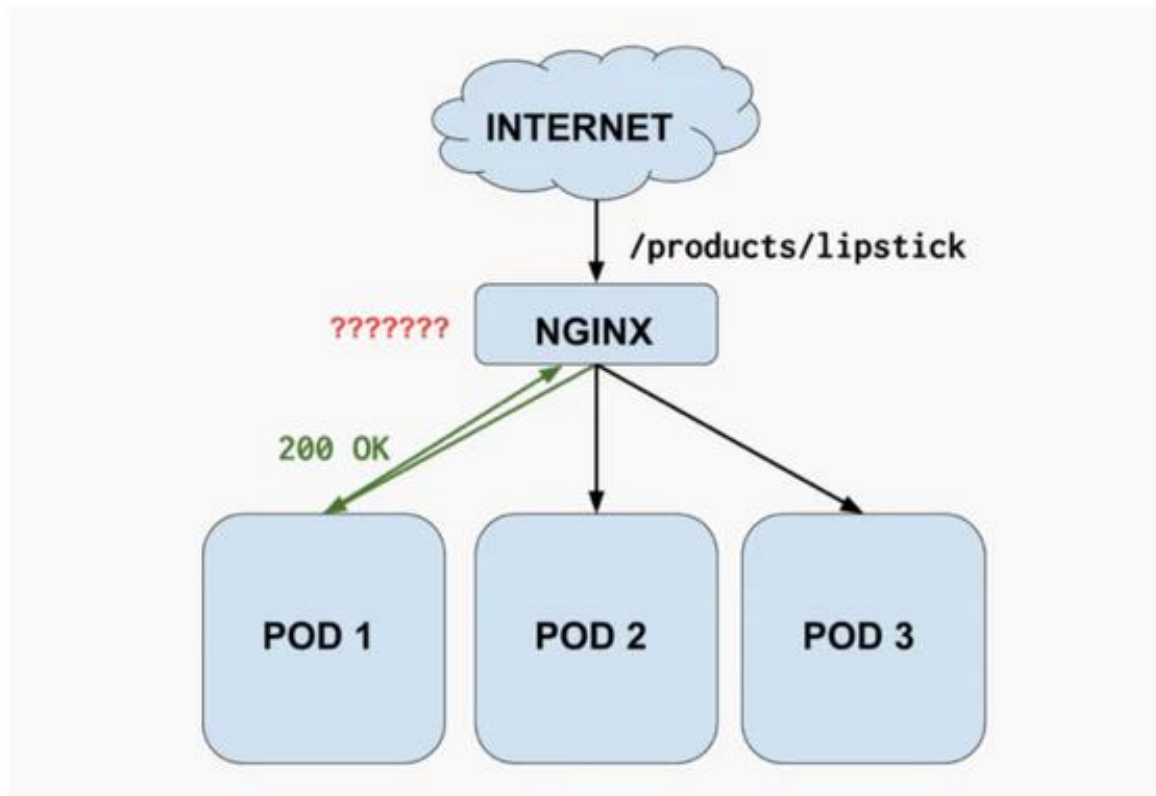 INTERNET
/products/lipstick
???????
NGINX
200 OK
POD 1
POD 2
POD 3